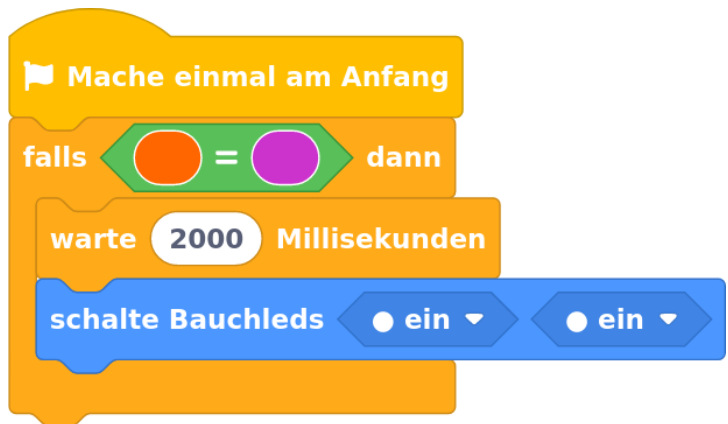 Mache einmal am Anfang
falls = dann
warte 2000 Millisekunden
schalte Bauchleds ein ein